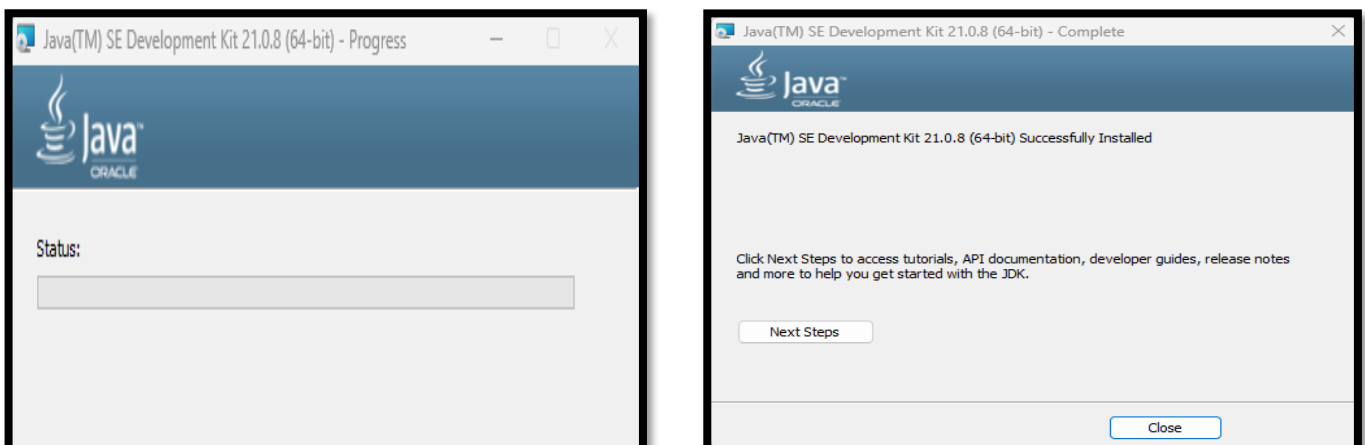 Java(TM) SE Development Kit 21.0.8 (64-bit) - Progress
Java™
ORACLE
Status:
Java(TM) SE Development Kit 21.0.8 (64-bit) - Complete
Java™
ORACLE
Java(TM) SE Development Kit 21.0.8 (64-bit) Successfully Installed
Click Next Steps to access tutorials, API documentation, developer guides, release notes
and more to help you get started with the JDK.
Next Steps
Close